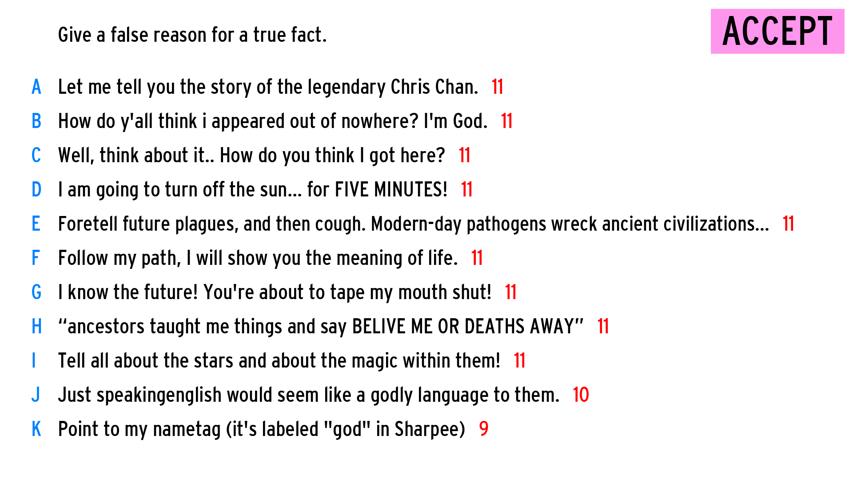 Give a false reason for a true fact.
ACCEPT
A Let me tell you the story of the legendary Chris Chan. 11
B How do y'all think i appeared out of nowhere? I'm God. 11
C Well, think about it.. How do you think I got here? 11
D I am going to turn off the sun... for FIVE MINUTES! 11
E Foretell future plagues, and then cough. Modern-day pathogens wreck ancient civilizations... 11
F Follow my path, I will show you the meaning of life. 11
G I know the future! You're about to tape my mouth shut! 11
H “ancestors taught me things and say BELIVE ME OR DEATHS AWAY” 11
I Tell all about the stars and about the magic within them! 11
J Just speakingenglish would seem like a godly language to them. 10
K Point to my nametag (it's labeled "god" in Sharpee) 9